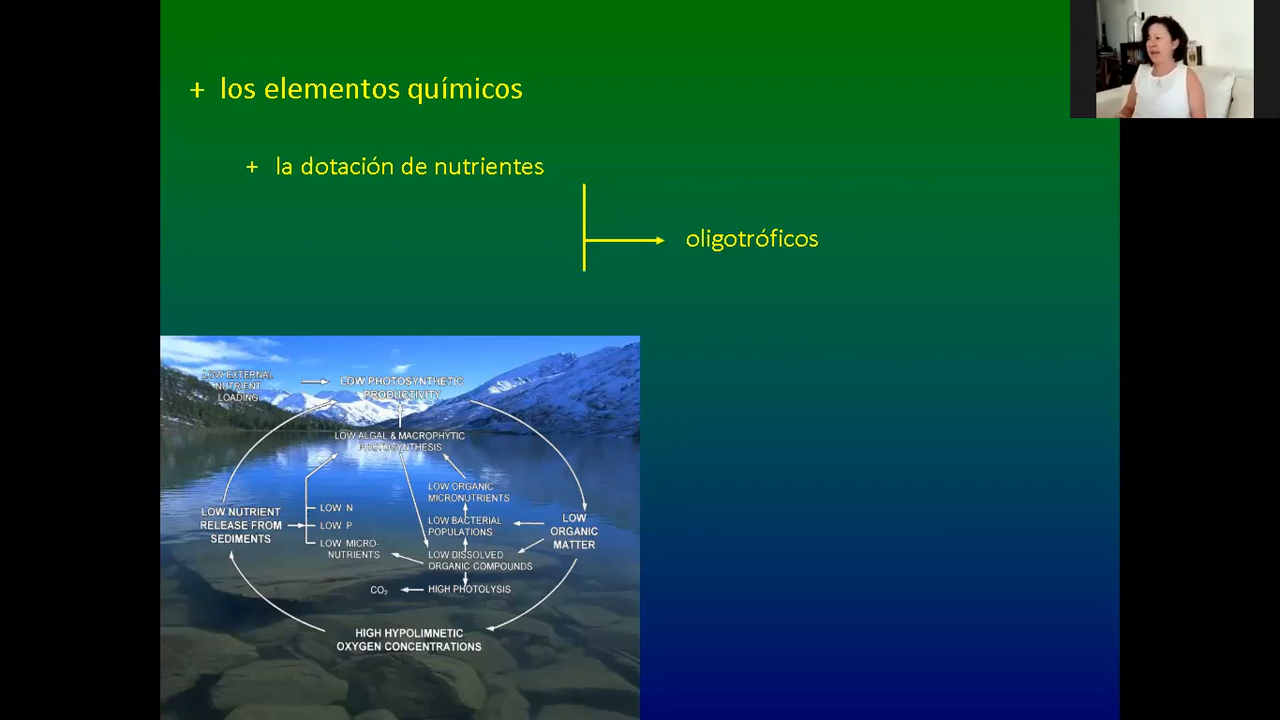 + los elementos químicos
+ la dotación de nutrientes
oligotróficos
LOW EXTERNAL
NUTRIENT
LOADING
LOW PHOTOSYNTHETIC
PRODUCTIVITY
LOW ALGAL & MACROPHYTIC
PHOTOSYNTHESIS
LOW ORGANIC
MICRONUTRIENTS
LOW NUTRIENT
RELEASE FROM
SEDIMENTS
LOW N
LOW P
LOW MICRO-
NUTRIENTS
LOW BACTERIAL
POPULATIONS
LOW
ORGANIC
MATTER
LOW DISSOLVED
ORGANIC COMPOUNDS
CO₂
HIGH PHOTOLYSIS
HIGH HYPOLIMNETIC
OXYGEN CONCENTRATIONS